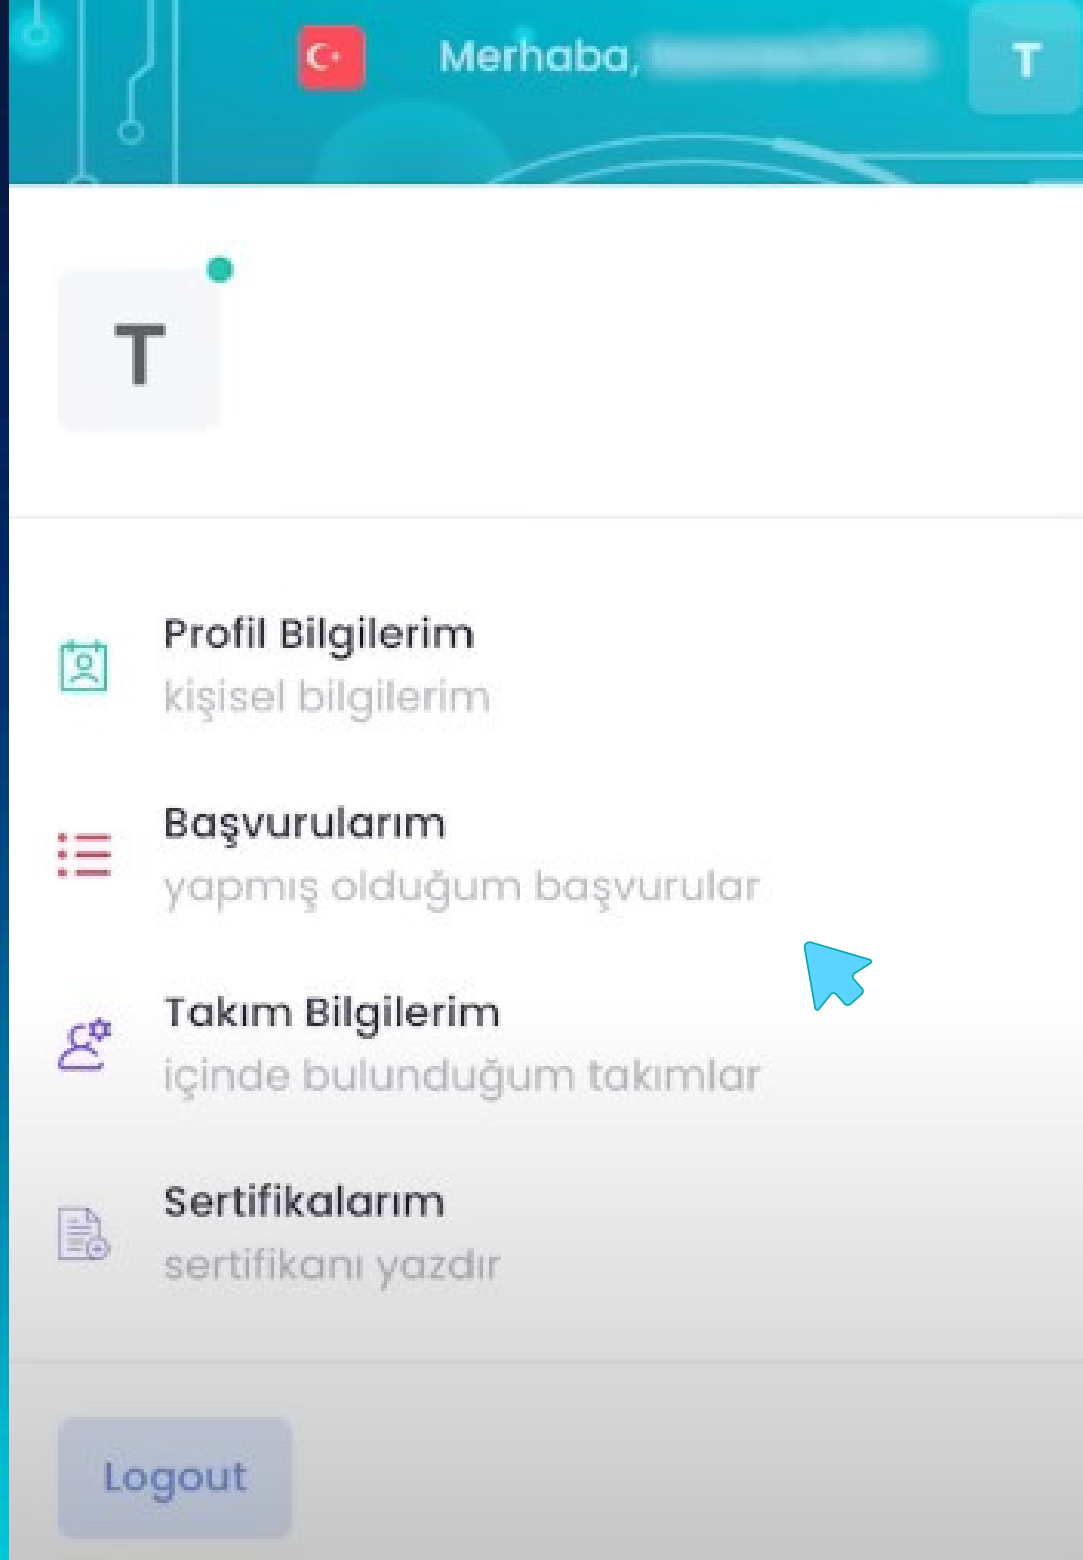 Merhaba,
T
T
Profil Bilgilerim
kişisel bilgilerim
Başvurularım
yapmış olduğum başvurular
Takım Bilgilerim
içinde bulunduğum takımlar
Sertifikalarım
sertifikanı yazdır
Logout